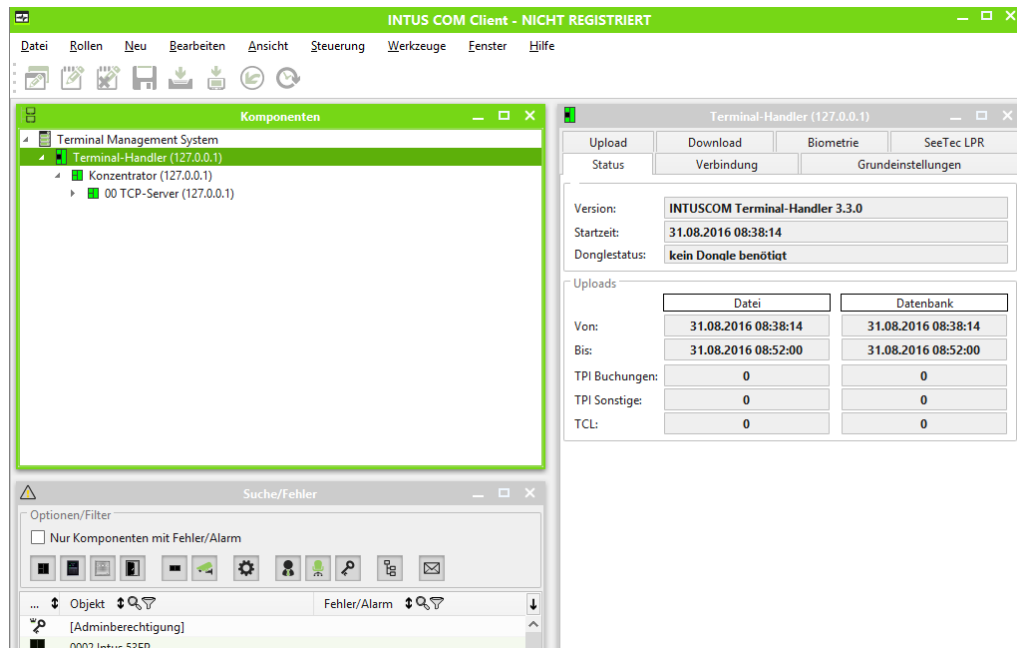 INTUS COM Client - NICHT REGISTRIERT
Datei Rollen Neu Bearbeiten Ansicht Steuerung Werkzeuge Fenster Hilfe
Komponenten
Terminal Management System
Terminal-Handler (127.0.0.1)
Konzentrator (127.0.0.1)
00 TCP-Server (127.0.0.1)
Terminal-Handler (127.0.0.1)
Upload Download Biometrie SeeTec LPR
Status Verbindung Grundeinstellungen
Version: INTUSCOM Terminal-Handler 3.3.0
Startzeit: 31.08.2016 08:38:14
Donglestatus: kein Dongle benötigt
Uploads
Datei Datenbank
Von: 31.08.2016 08:38:14 31.08.2016 08:38:14
Bis: 31.08.2016 08:52:00 31.08.2016 08:52:00
TPI Buchungen: 0 0
TPI Sonstige: 0 0
TCL: 0 0
Suche/Fehler
Optionen/Filter
Nur Komponenten mit Fehler/Alarm
... Objekt Fehler/Alarm
[Adminberechtigung]
0002 Intus 53FP